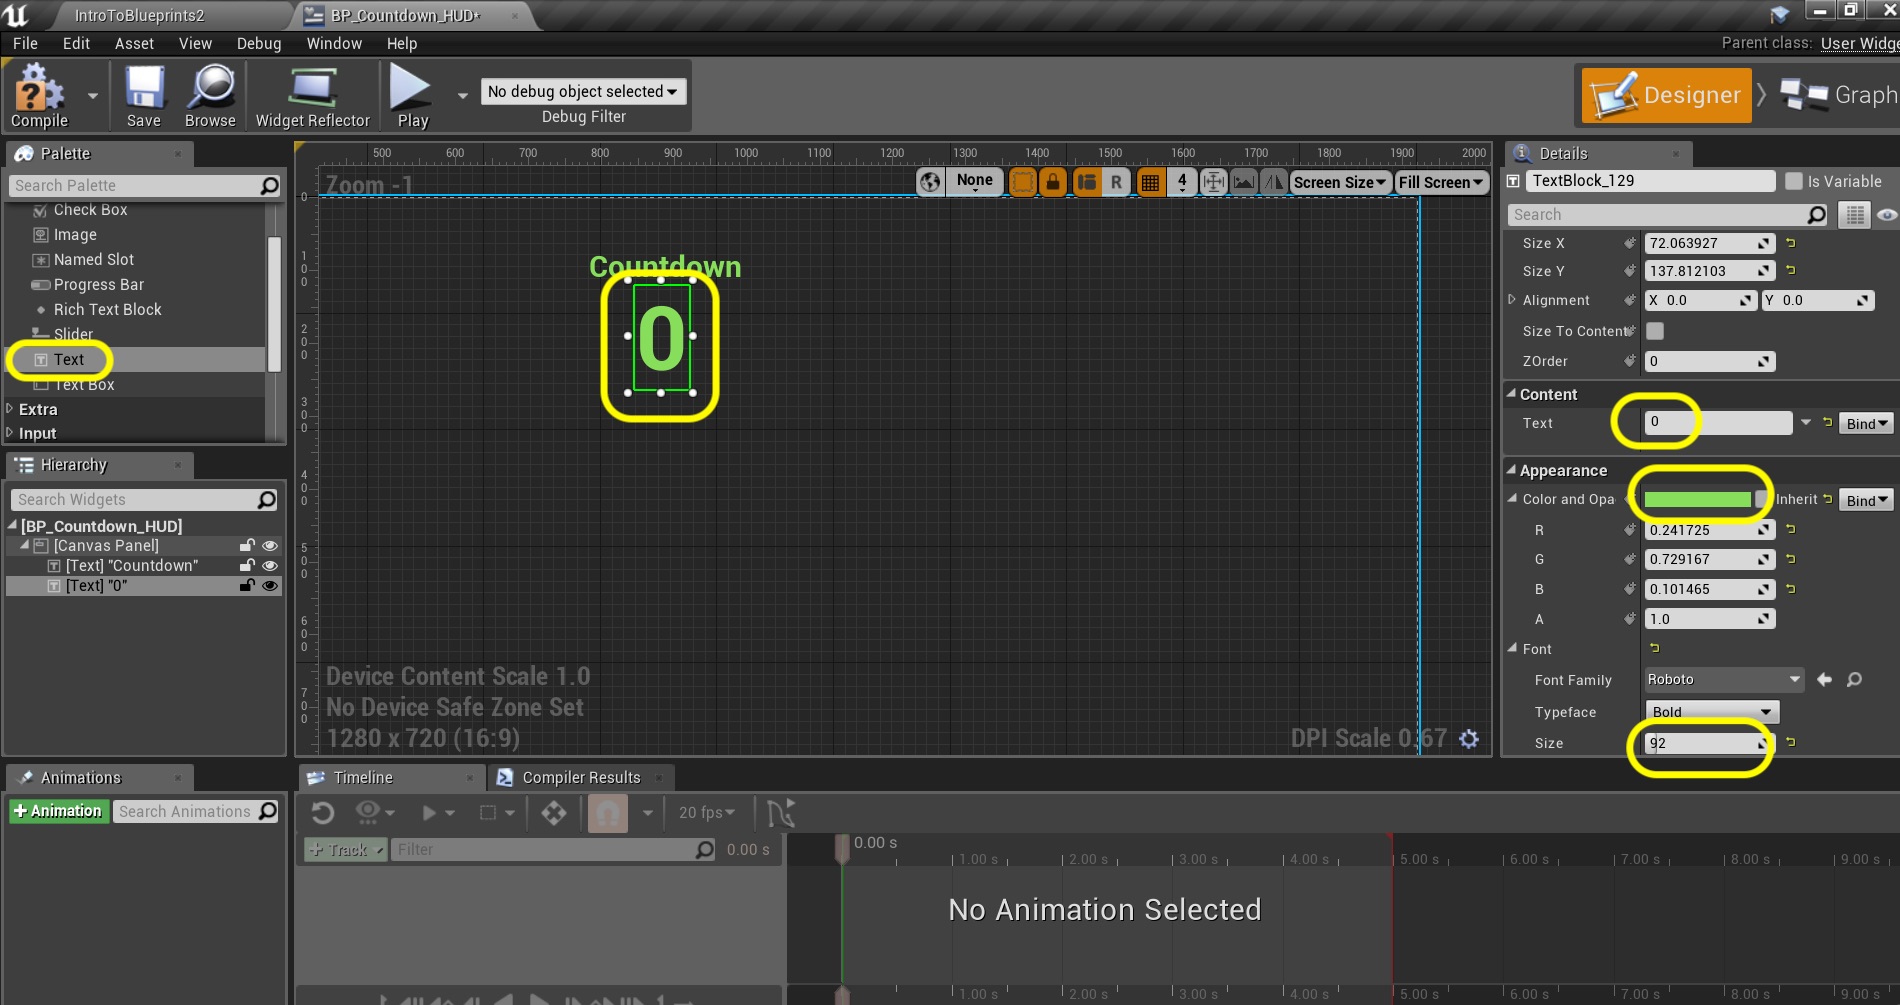 IntroToBlueprints2
BP_Countdown_HUD*
File Edit Asset View Debug Window Help
Parent class: User Widge
Compile
Save
Browse
Widget Reflector
Play
No debug object selected
Debug Filter
Designer
Graph
Palette
Search Palette
Check Box
Image
Named Slot
Progress Bar
Rich Text Block
Slider
Text
Text Box
Extra
Input
Hierarchy
Search Widgets
[BP_Countdown_HUD]
[Canvas Panel]
[Text] "Countdown"
[Text] "0"
500 600 700 800 900 1000 1100 1200 1300 1400 1500 1600 1700 1800 1900 2000
0
100
200
300
400
500
600
700
Zoom -1
None
R
4
Screen Size
Fill Screen
Countdown
0
Device Content Scale 1.0
No Device Safe Zone Set
1280 x 720 (16:9)
DPI Scale 0.67
Details
TextBlock_129
Is Variable
Search
Size X 72.063927
Size Y 137.812103
Alignment X 0.0 Y 0.0
Size To Content
ZOrder 0
Content
Text 0 Bind
Appearance
Color and Opa Inherit Bind
R 0.241725
G 0.729167
B 0.101465
A 1.0
Font
Font Family Roboto
Typeface Bold
Size 92
Animations
+ Animation
Search Animations
Timeline
Compiler Results
20 fps
+ Track
Filter
0.00 s
0.00 s
1.00 s 2.00 s 3.00 s 4.00 s 5.00 s 6.00 s 7.00 s 8.00 s 9.00 s
No Animation Selected
1.00 s 2.00 s 3.00 s 4.00 s 5.00 s 6.00 s 7.00 s 8.00 s 9.00 s